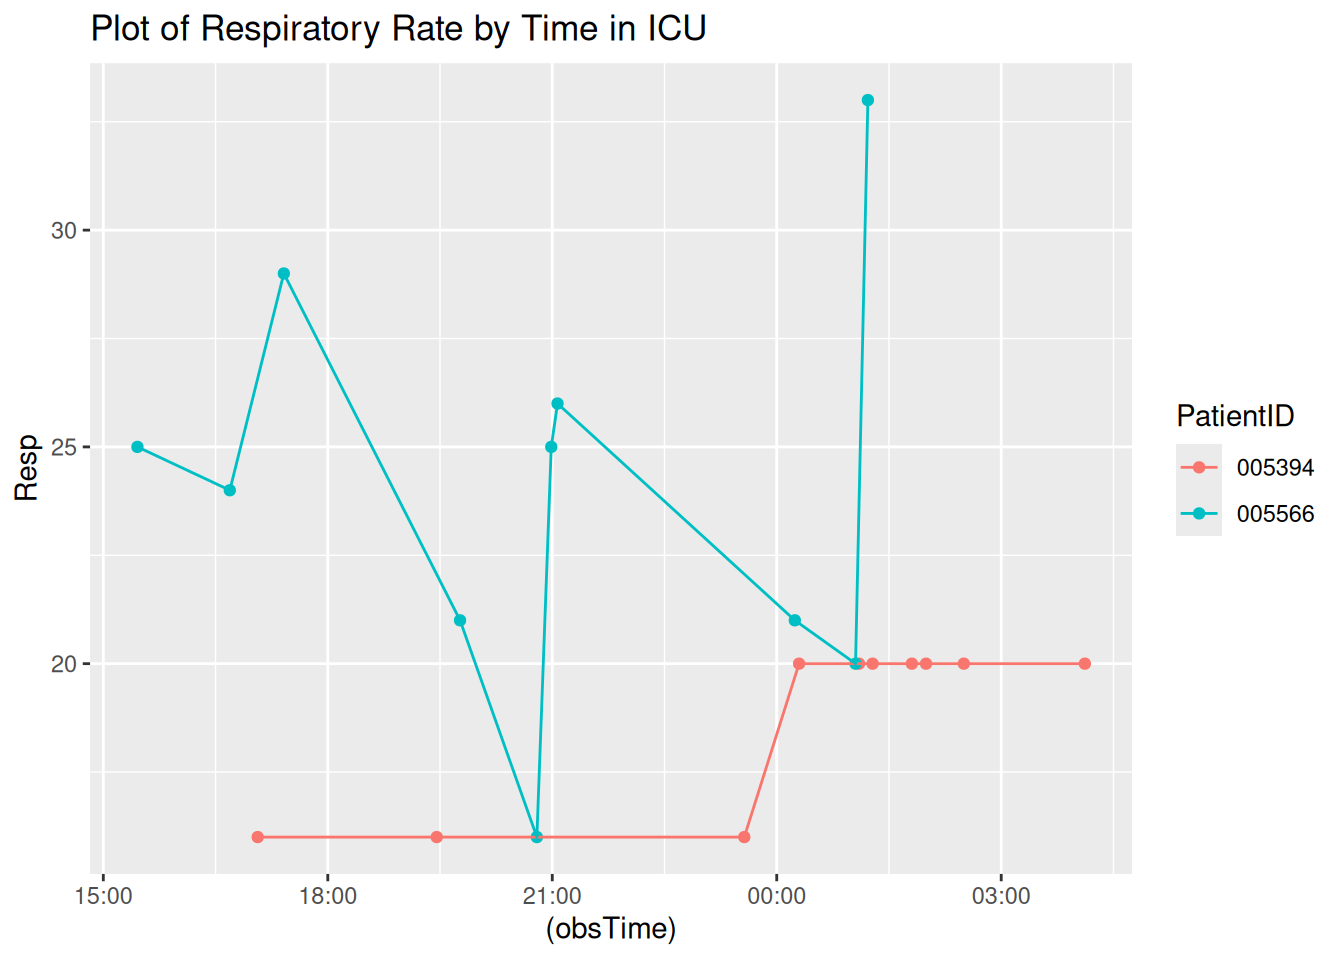 Plot of Respiratory Rate by Time in ICU
Resp
30
25
20
15:00 18:00 21:00 00:00 03:00
(obsTime)
PatientID
005394
005566